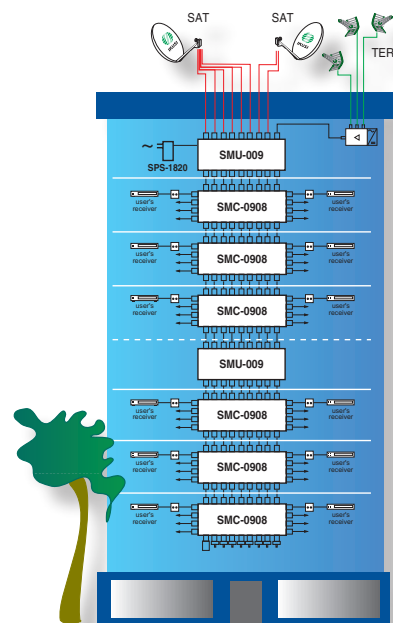 SAT
SAT
TER
SMU-009
~
SPS-1820
SMC-0908
user's
receiver
user's
receiver
SMC-0908
user's
receiver
user's
receiver
SMC-0908
user's
receiver
user's
receiver
SMU-009
SMC-0908
user's
receiver
user's
receiver
SMC-0908
user's
receiver
user's
receiver
SMC-0908
user's
receiver
user's
receiver